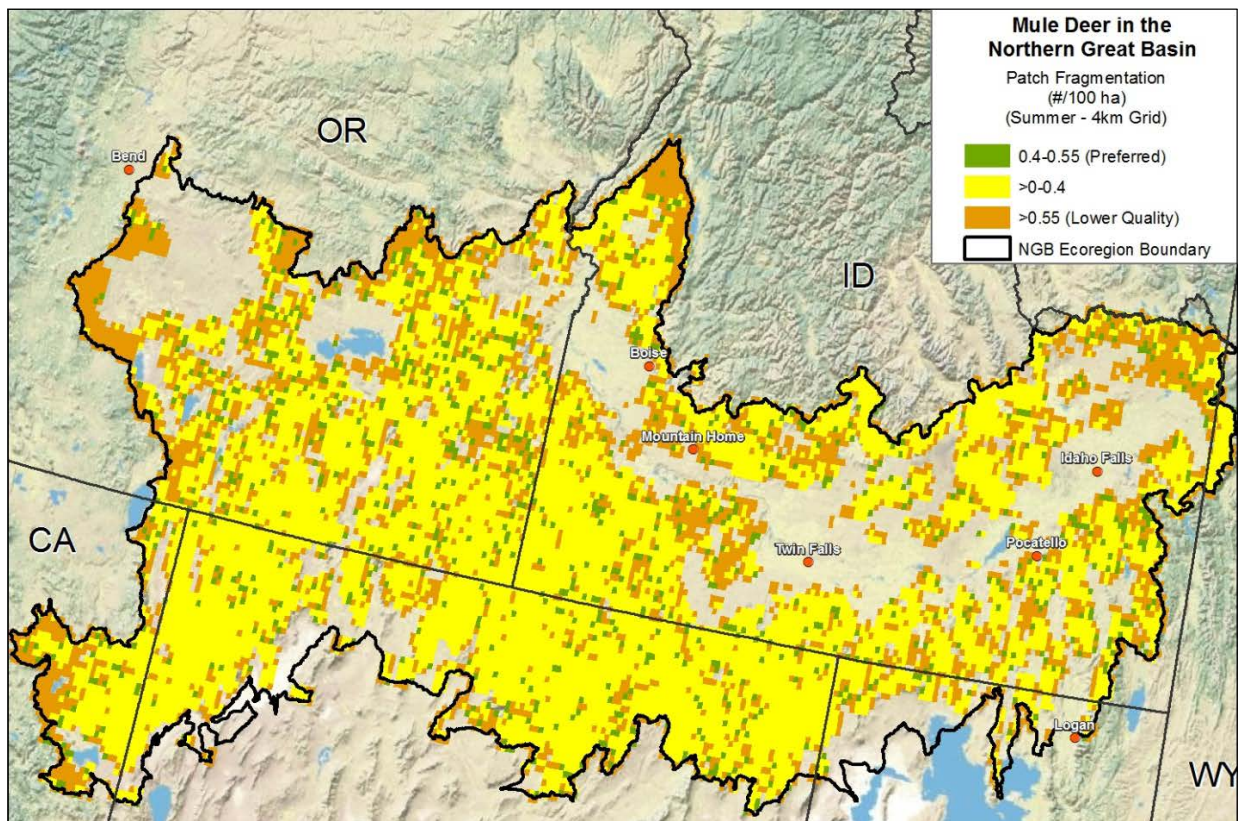 Mule Deer in the
Northern Great Basin
Patch Fragmentation
(#/100 ha)
(Summer - 4km Grid)
0.4-0.55 (Preferred)
>0-0.4
>0.55 (Lower Quality)
NGB Ecoregion Boundary
OR
Bend
ID
Boise
Mountain Home
Idaho Falls
CA
Twin Falls
Pocatello
Logan
WY